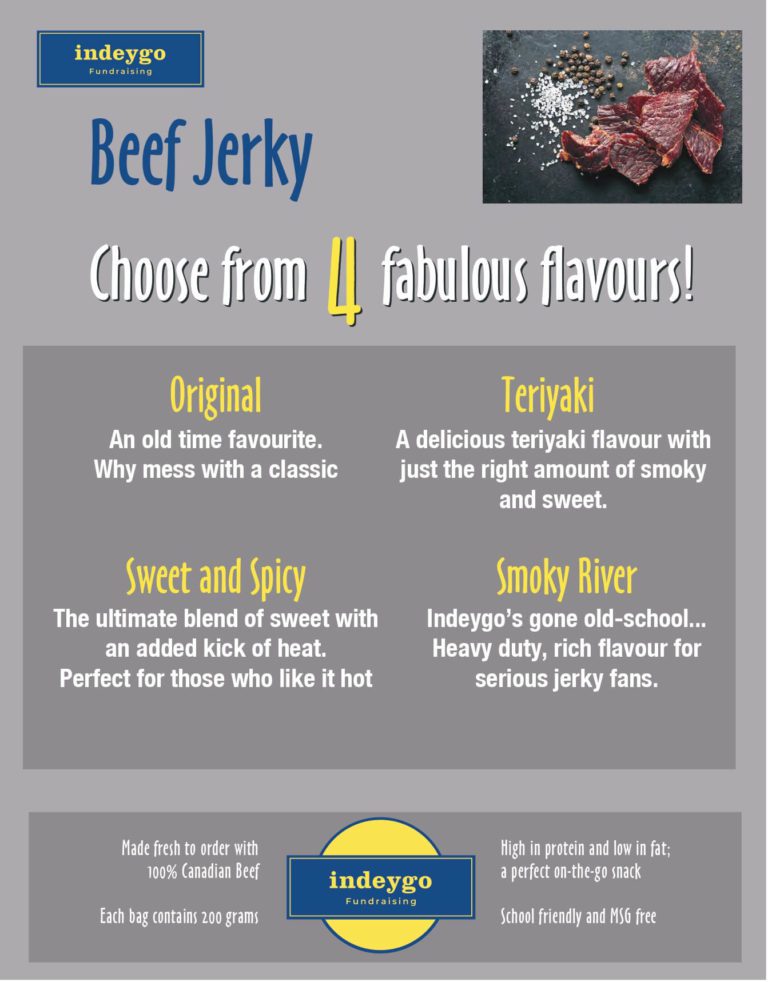 indeygo
Fundraising
Beef Jerky
Choose from 4 fabulous flavours!
Original
An old time favourite.
Why mess with a classic
Teriyaki
A delicious teriyaki flavour with
just the right amount of smoky
and sweet.
Sweet and Spicy
The ultimate blend of sweet with
an added kick of heat.
Perfect for those who like it hot
Smoky River
Indeygo's gone old-school...
Heavy duty, rich flavour for
serious jerky fans.
Made fresh to order with
100% Canadian Beef
Each bag contains 200 grams
indeygo
Fundraising
High in protein and low in fat;
a perfect on-the-go snack
School friendly and MSG free